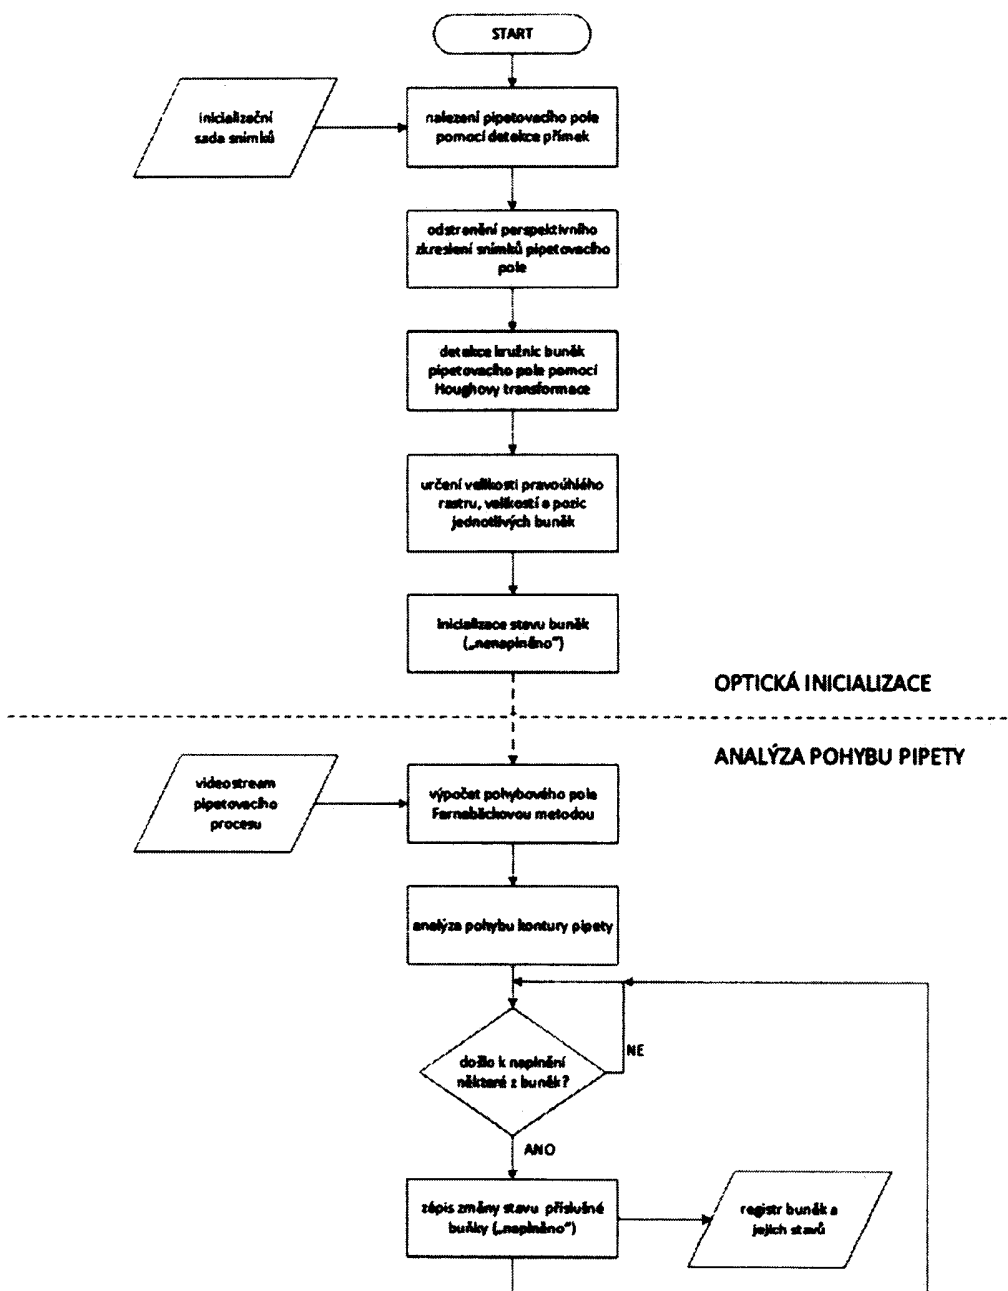 START
inicializační
sada snímků
nalezení pipetovacího pole
pomocí detekce přímek
odstranění perspektivního
zkreslení snímků pipetovacího
pole
detekce kružnic buněk
pipetovacího pole pomocí
Houghovy transformace
určení velikosti pravoúhlého
rastru, velikostí a pozic
jednotlivých buněk
inicializace stavu buněk
(„nenaplněno“)
OPTICKÁ INICIALIZACE
ANALÝZA POHYBU PIPETY
videostream
pipetovacího
procesu
výpočet pohybového pole
Farnebäckovou metodou
analýza pohybu kontury pipety
došlo k naplnění
některé z buněk?
NE
ANO
zápis změny stavu příslušné
buňky („naplněno“)
registr buněk a
jejich stavů